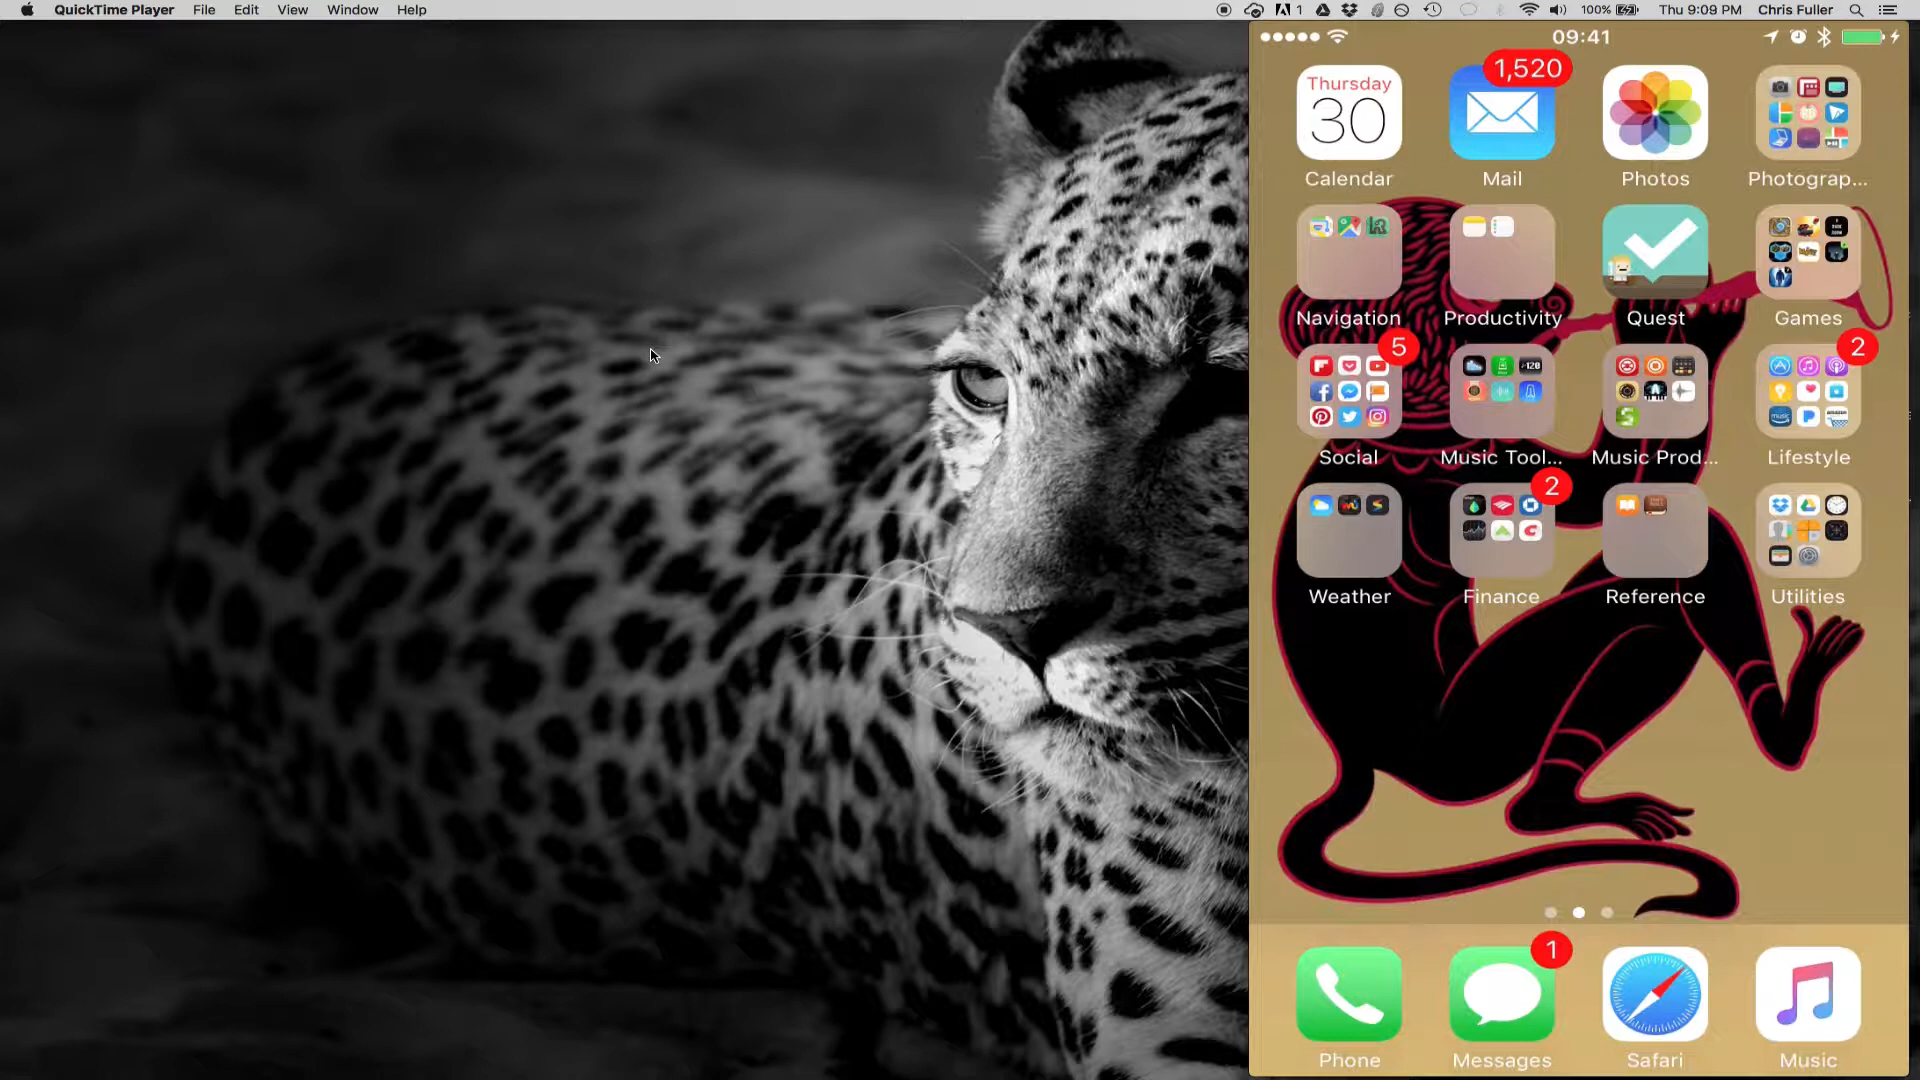 QuickTime Player File Edit View Window Help 1 100% Thu 9:09 PM Chris Fuller
09:41
1,520
Thursday
30
Calendar Mail Photos Photograp...
Navigation Productivity Quest Games
5 2
Social Music Tool... Music Prod... Lifestyle
2
Weather Finance Reference Utilities
1
Phone Messages Safari Music